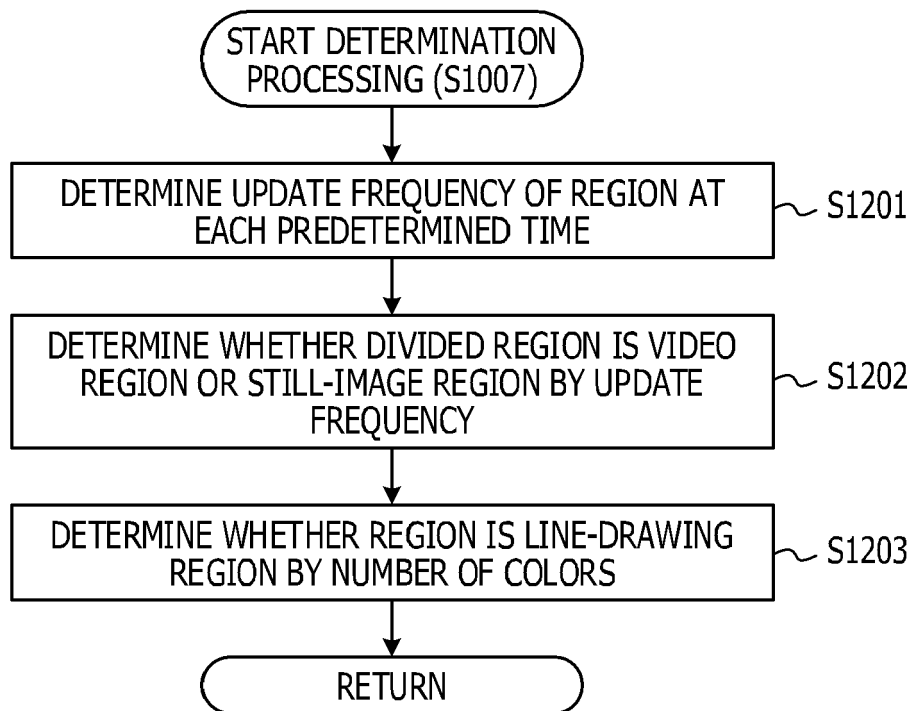 START DETERMINATION
PROCESSING (S1007)
DETERMINE UPDATE FREQUENCY OF REGION AT
EACH PREDETERMINED TIME
S1201
DETERMINE WHETHER DIVIDED REGION IS VIDEO
REGION OR STILL-IMAGE REGION BY UPDATE
FREQUENCY
S1202
DETERMINE WHETHER REGION IS LINE-DRAWING
REGION BY NUMBER OF COLORS
S1203
RETURN